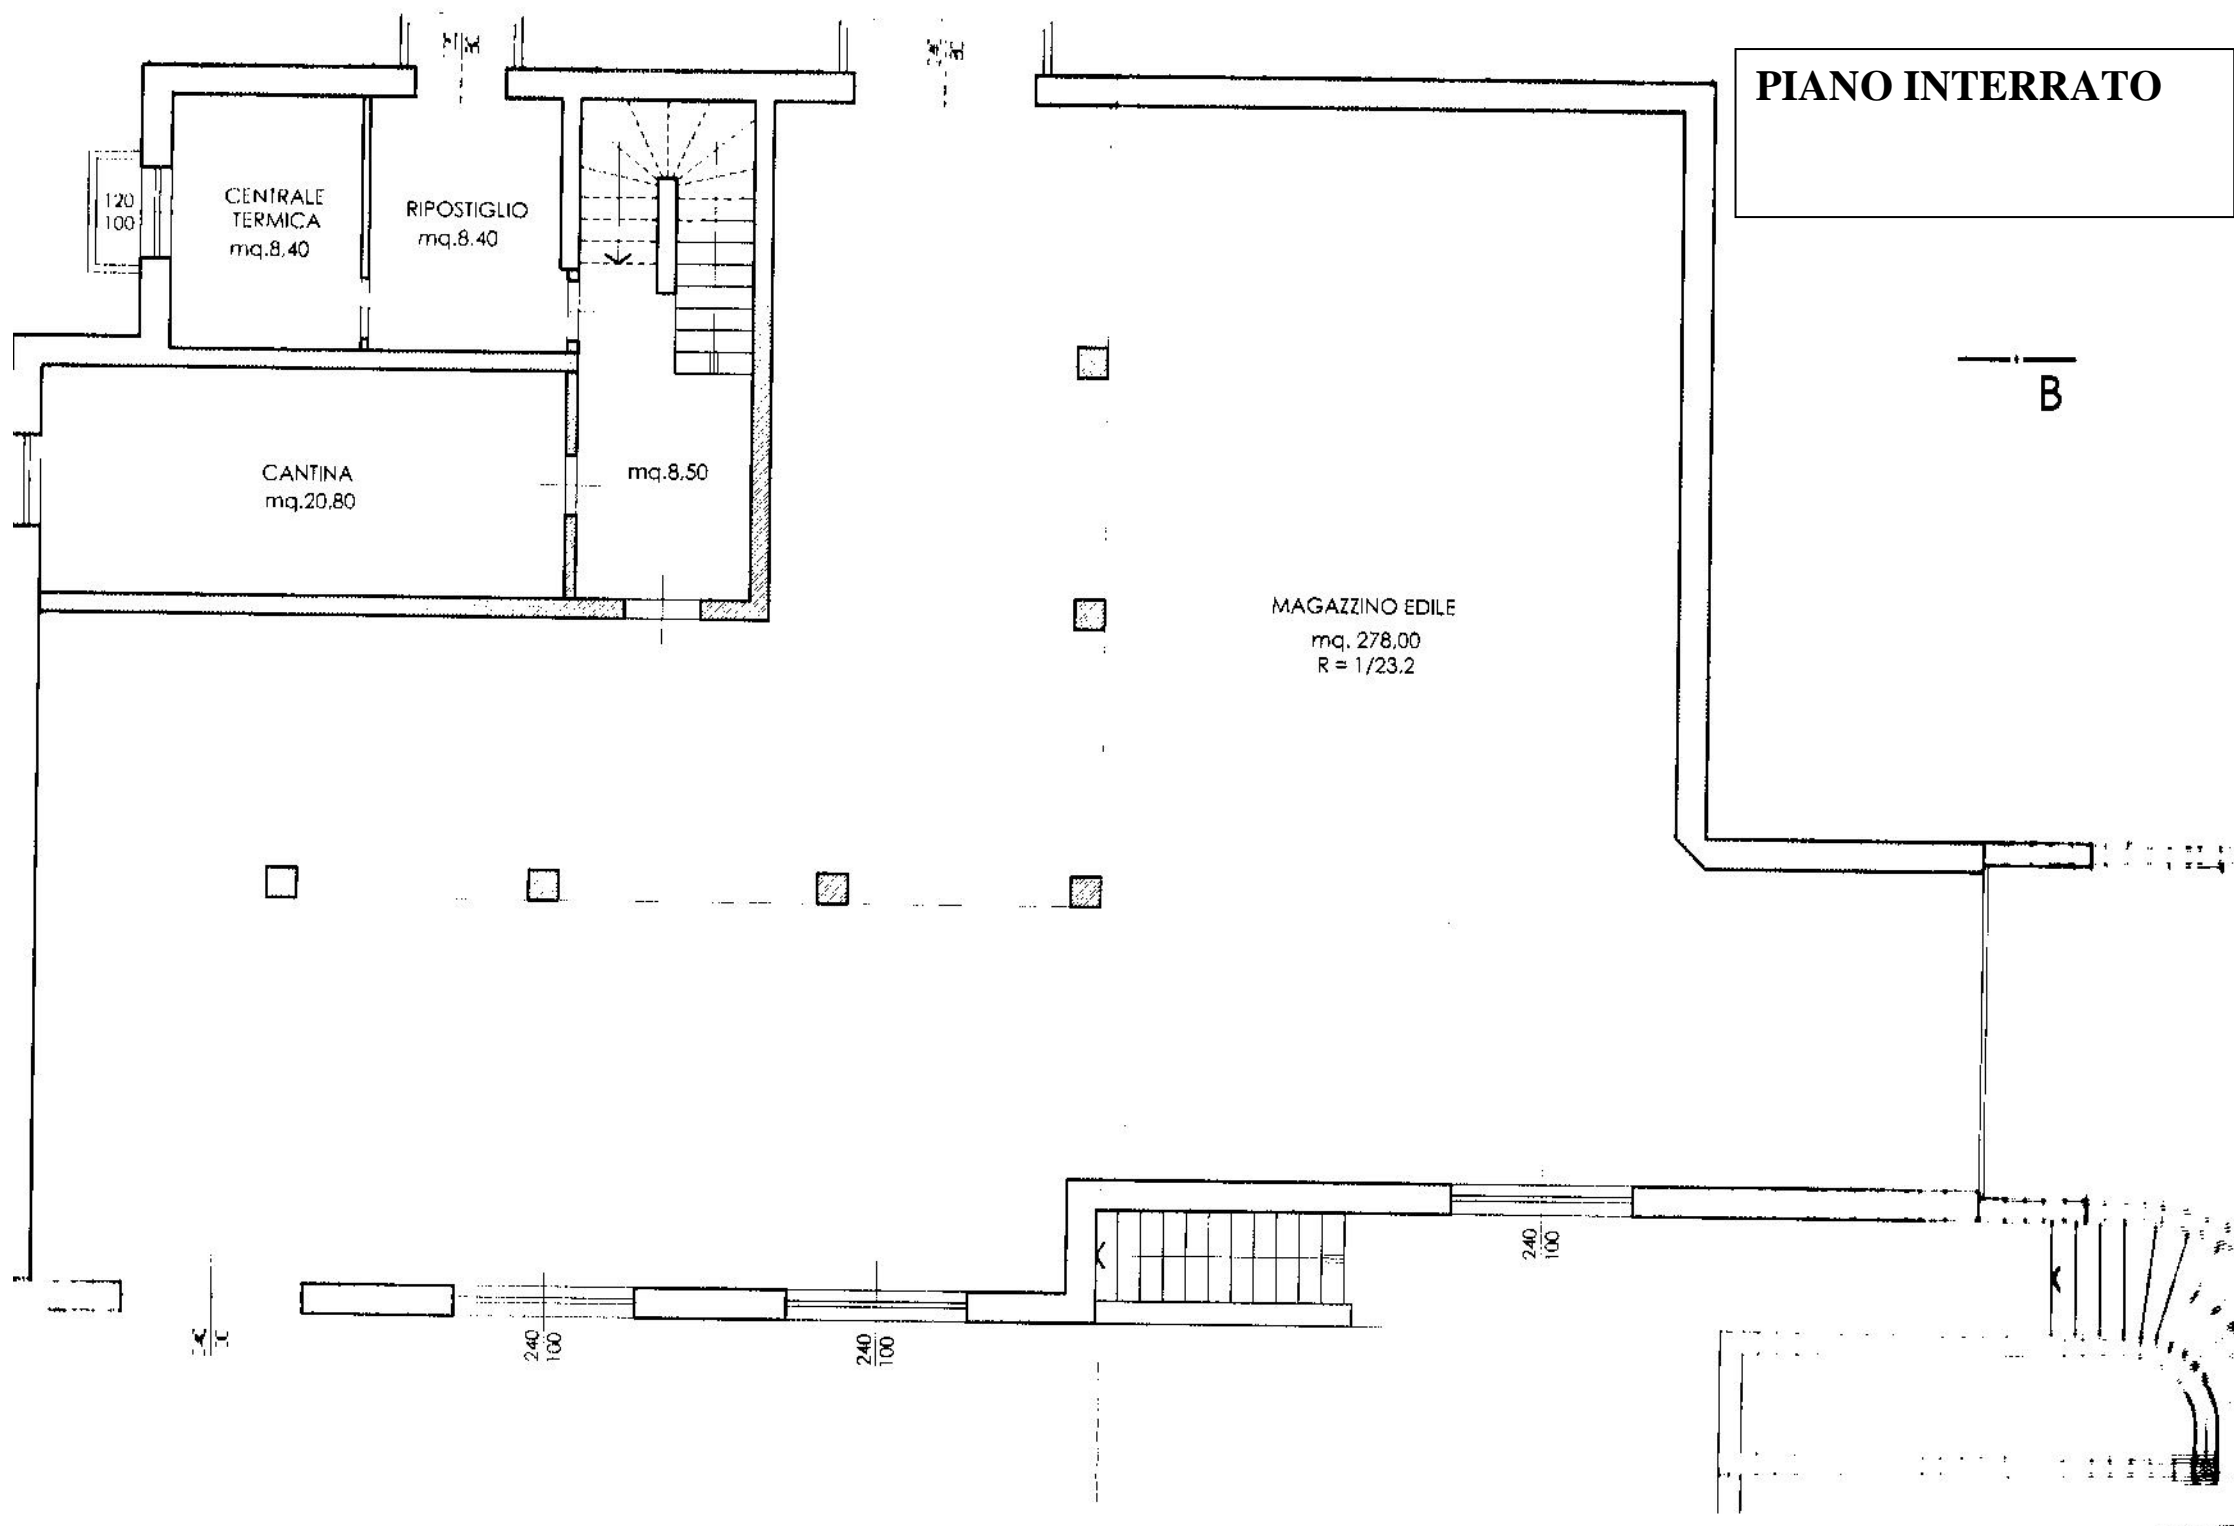 PIANO INTERRATO
120
100
CENTRALE
TERMICA
mq.8,40
RIPOSTIGLIO
mq.8.40
B
CANTINA
mq.20,80
mq.8,50
MAGAZZINO EDILE
mq. 278,00
R = 1/23.2
240
100
240
100
240
100